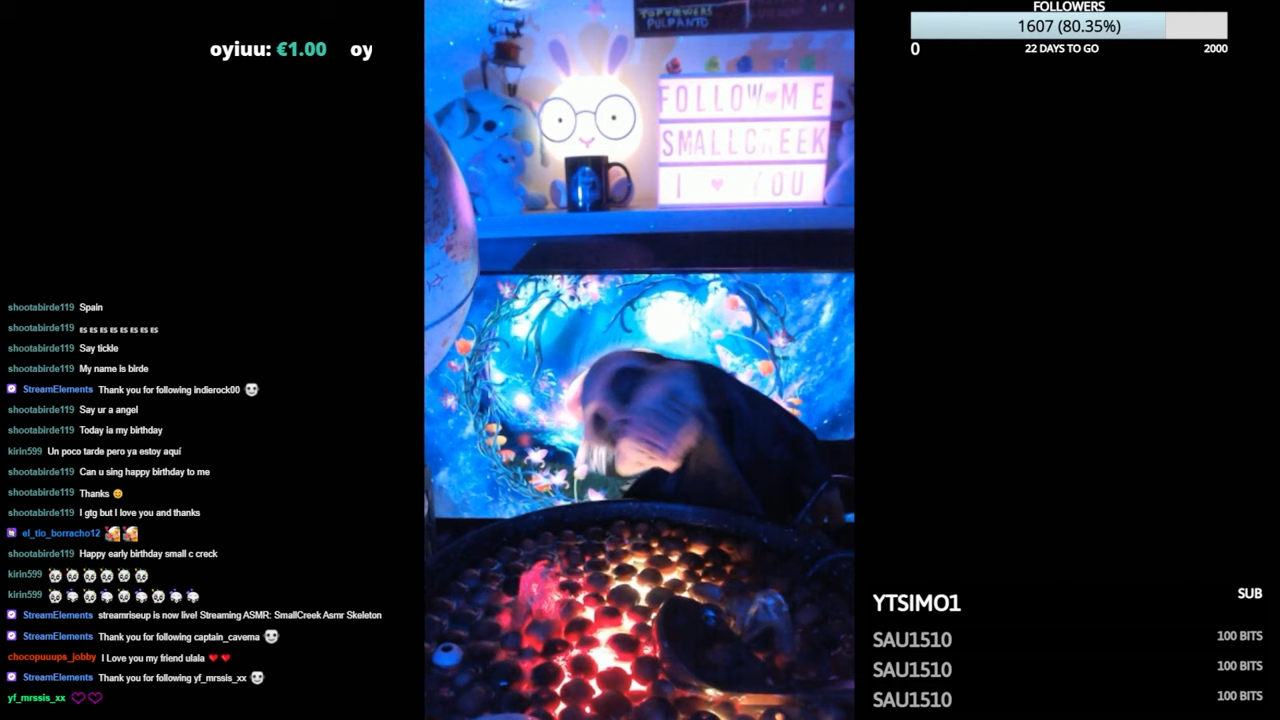 FOLLOWERS
1607 (80.35%)
0 22 DAYS TO GO 2000
oyiuu: €1.00 oy
TOPVIEWERS
PULPANTO
FOLLOW♥ME
SMALLCREEK
I ♥ YOU
shootabirde119 Spain
shootabirde119 ES ES ES ES ES ES ES ES
shootabirde119 Say tickle
shootabirde119 My name is birde
StreamElements Thank you for following indierock00
shootabirde119 Say ur a angel
shootabirde119 Today ia my birthday
kirin599 Un poco tarde pero ya estoy aquí
shootabirde119 Can u sing happy birthday to me
shootabirde119 Thanks 😊
shootabirde119 I gtg but I love you and thanks
el_tio_borracho12
shootabirde119 Happy early birthday small c creck
kirin599
kirin599
StreamElements streamriseup is now live! Streaming ASMR: SmallCreek Asmr Skeleton
StreamElements Thank you for following captain_cavema
chocopuuups_jobby I Love you my friend ulala ♥ ♥
StreamElements Thank you for following yf_mrssis_xx
yf_mrssis_xx
YTSIMO1 SUB
SAU1510 100 BITS
SAU1510 100 BITS
SAU1510 100 BITS